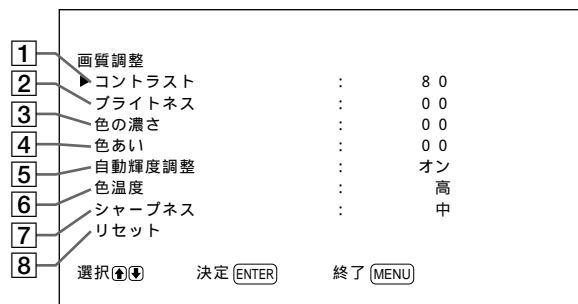 画質調整
1 ▶コントラスト : 80
2 ブライトネス : 00
3 色の濃さ : 00
4 色あい : 00
5 自動輝度調整 : オン
6 色温度 : 高
7 シャープネス : 中
8 リセット
選択⬆⬇ 決定 ENTER 終了 MENU